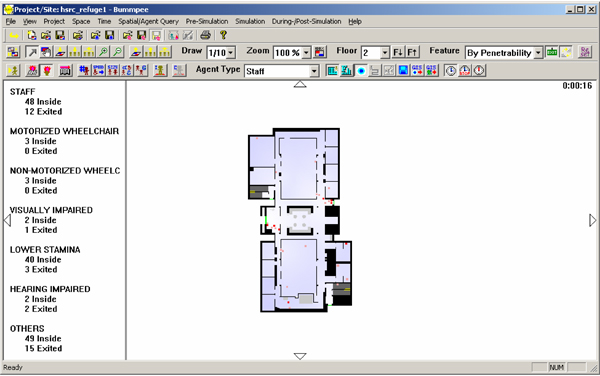 Project/Site: hsrc_refuge1 - Bummpee
File View Project Space Time Spatial/Agent Query Pre-Simulation Simulation During-/Post-Simulation Help
Draw 1/10 Zoom 100 % Floor 2 Feature By Penetrability
Agent Type Staff
0:00:16
STAFF
48 Inside
12 Exited
MOTORIZED WHEELCHAIR
3 Inside
0 Exited
NON-MOTORIZED WHEELC
3 Inside
0 Exited
VISUALLY IMPAIRED
2 Inside
1 Exited
LOWER STAMINA
40 Inside
3 Exited
HEARING IMPAIRED
2 Inside
2 Exited
OTHERS
49 Inside
15 Exited
Ready NUM